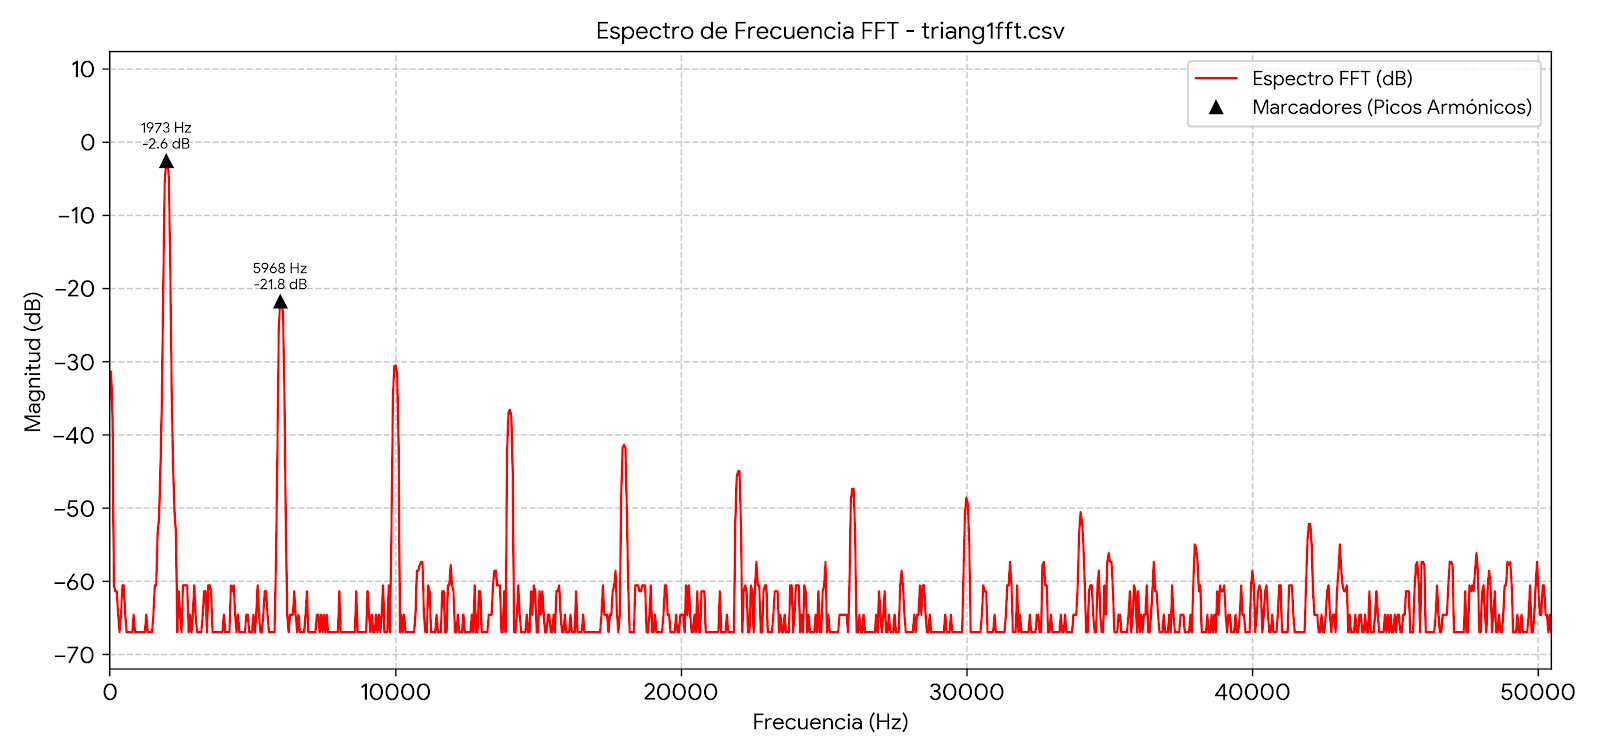 Espectro de Frecuencia FFT - triang1fft.csv
Espectro FFT (dB)
Marcadores (Picos Armónicos)
1973 Hz
-2.6 dB
5968 Hz
-21.8 dB
Magnitud (dB)
10
0
−10
−20
−30
−40
−50
−60
−70
0 10000 20000 30000 40000 50000
Frecuencia (Hz)